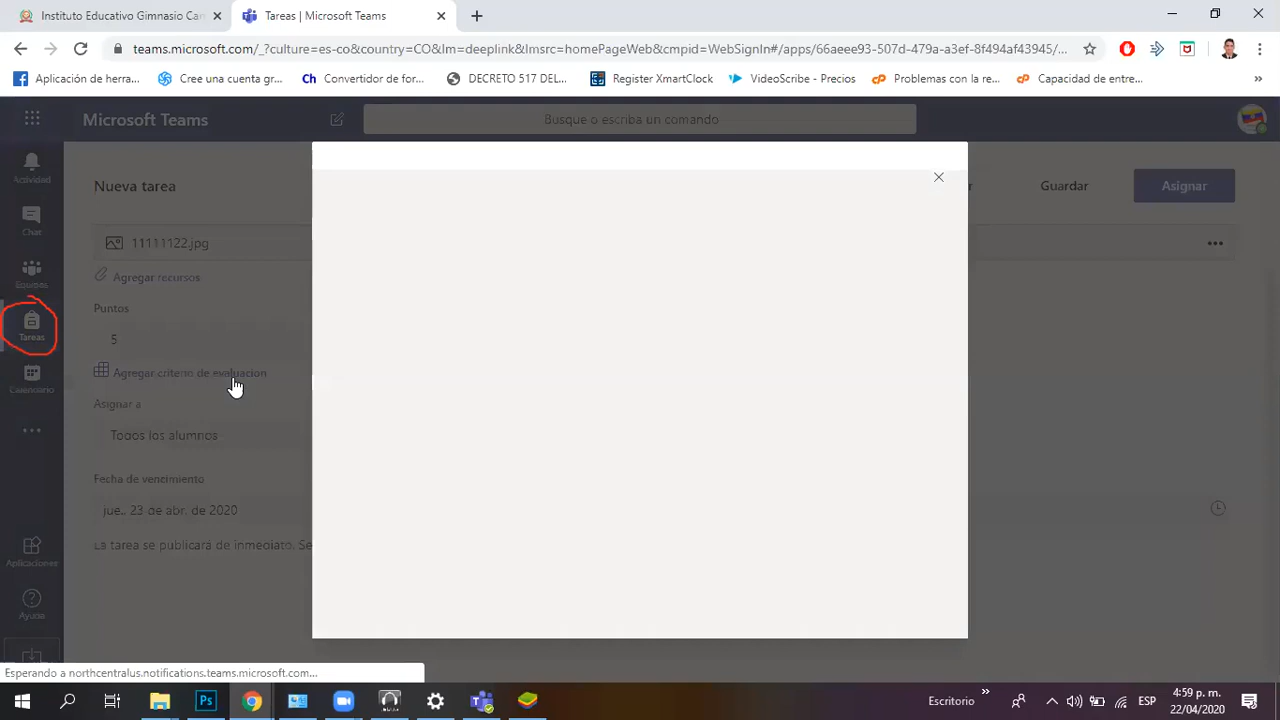 Instituto Educativo Gimnasio Car
Tareas | Microsoft Teams
teams.microsoft.com/_?culture=es-co&country=CO&lm=deeplink&lmsrc=homePageWeb&cmpid=WebSignIn#/apps/66aeee93-507d-479a-a3ef-8f494af43945/...
Aplicación de herra...
Cree una cuenta gr...
Ch Convertidor de for...
DECRETO 517 DEL...
Register XmartClock
VideoScribe - Precios
Problemas con la re...
Capacidad de entre...
»
Microsoft Teams
Busque o escriba un comando
Actividad
Chat
Equipos
Tareas
Calendario
Aplicaciones
Ayuda
Nueva tarea
r
Guardar
Asignar
11111122.jpg
Agregar recursos
Puntos
5
Agregar criterio de evaluacion
Asignar a
Todos los alumnos
Fecha de vencimiento
jue., 23 de abr. de 2020
La tarea se publicará de inmediato. Se
Esperando a northcentralus.notifications.teams.microsoft.com...
Ps
Escritorio
»
ESP
4:59 p. m.
22/04/2020